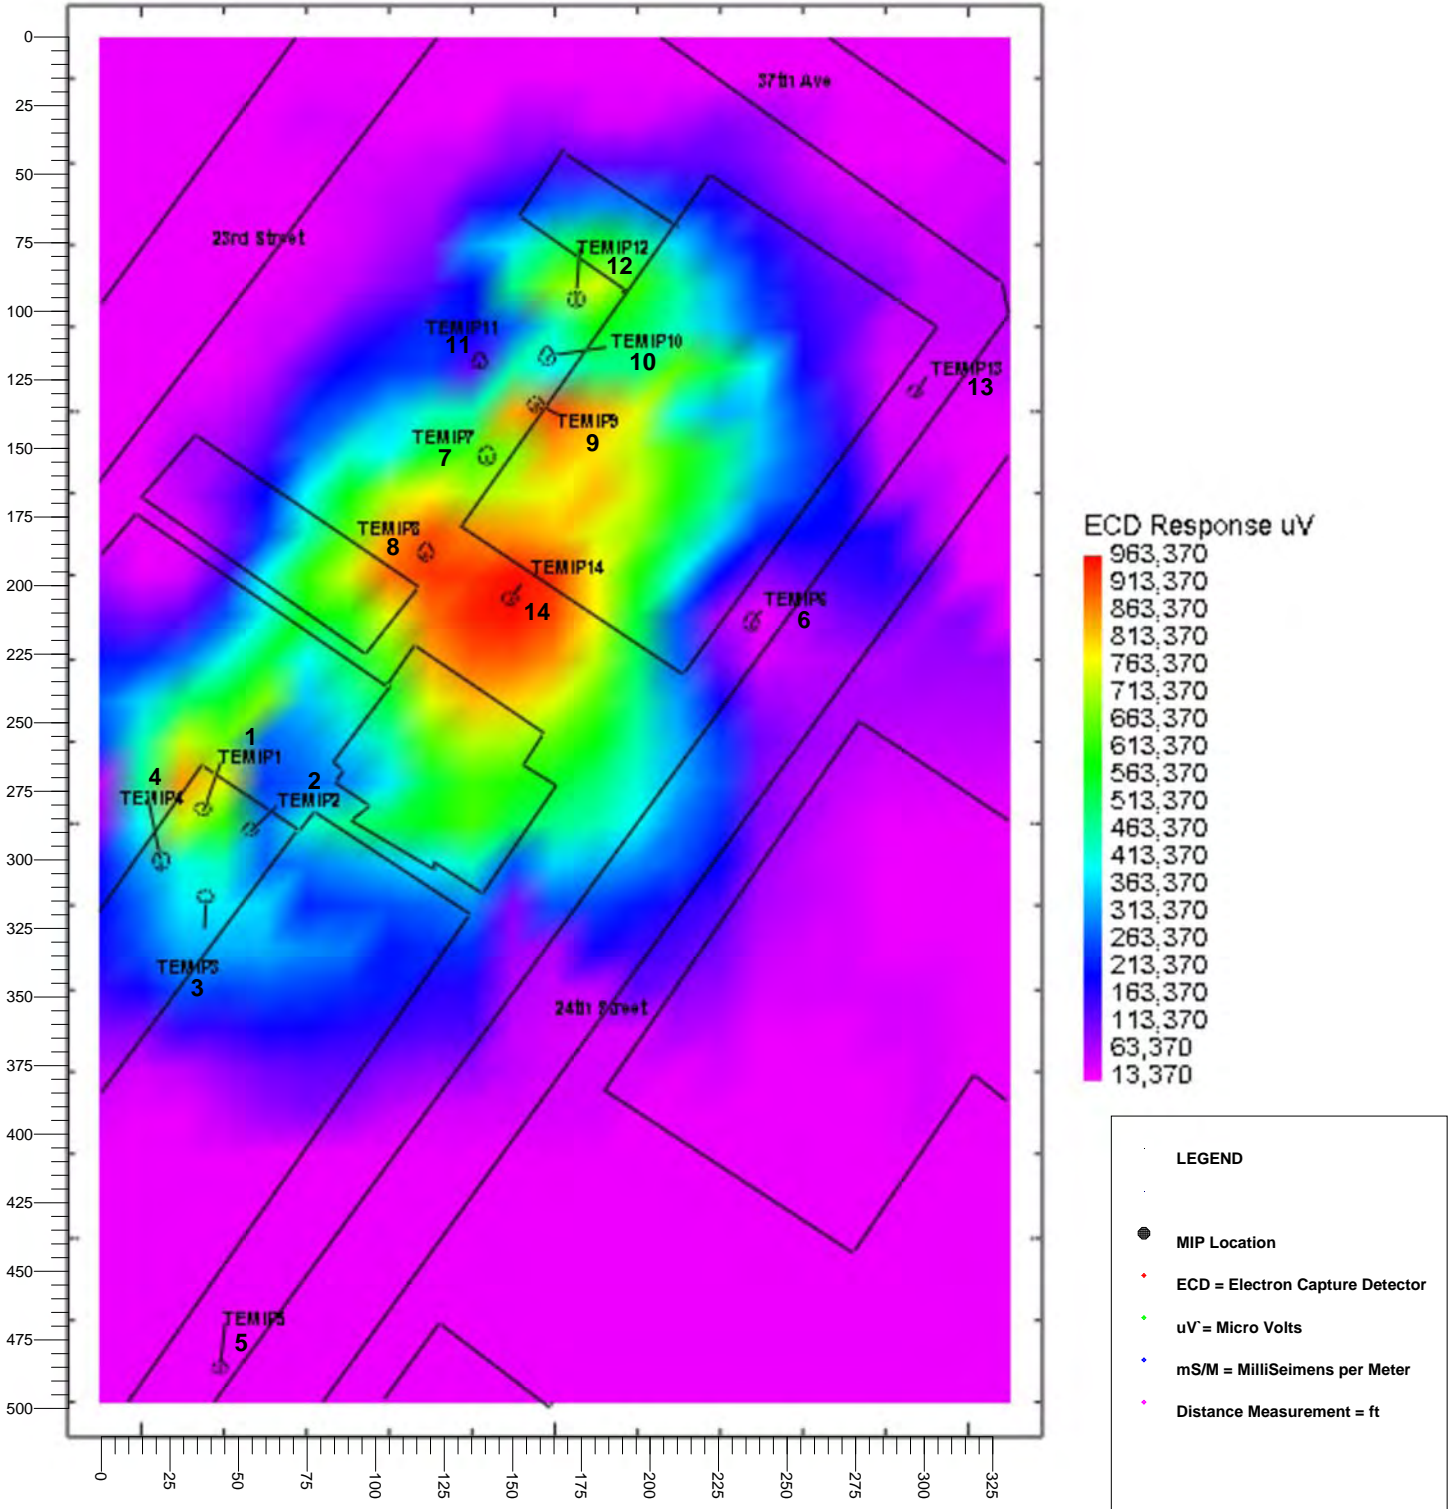 0
25
50
75
100
125
150
175
200
225
250
275
300
325
350
375
400
425
450
475
500
37th Ave
23rd Street
TEMIP12
12
TEMIP11
11
TEMIP10
10
TEMIP13
13
TEMIP9
9
TEMIP7
7
TEMIP8
8
TEMIP14
14
TEMIP6
6
1
TEMIP1
4
TEMIP4
2
TEMIP2
TEMIP3
3
24th Street
TEMIP5
5
0
25
50
75
100
125
150
175
200
225
250
275
300
325
ECD Response uV
963,370
913,370
863,370
813,370
763,370
713,370
663,370
613,370
563,370
513,370
463,370
413,370
363,370
313,370
263,370
213,370
163,370
113,370
63,370
13,370
LEGEND
MIP Location
ECD = Electron Capture Detector
uV`= Micro Volts
mS/M = MilliSeimens per Meter
Distance Measurement = ft